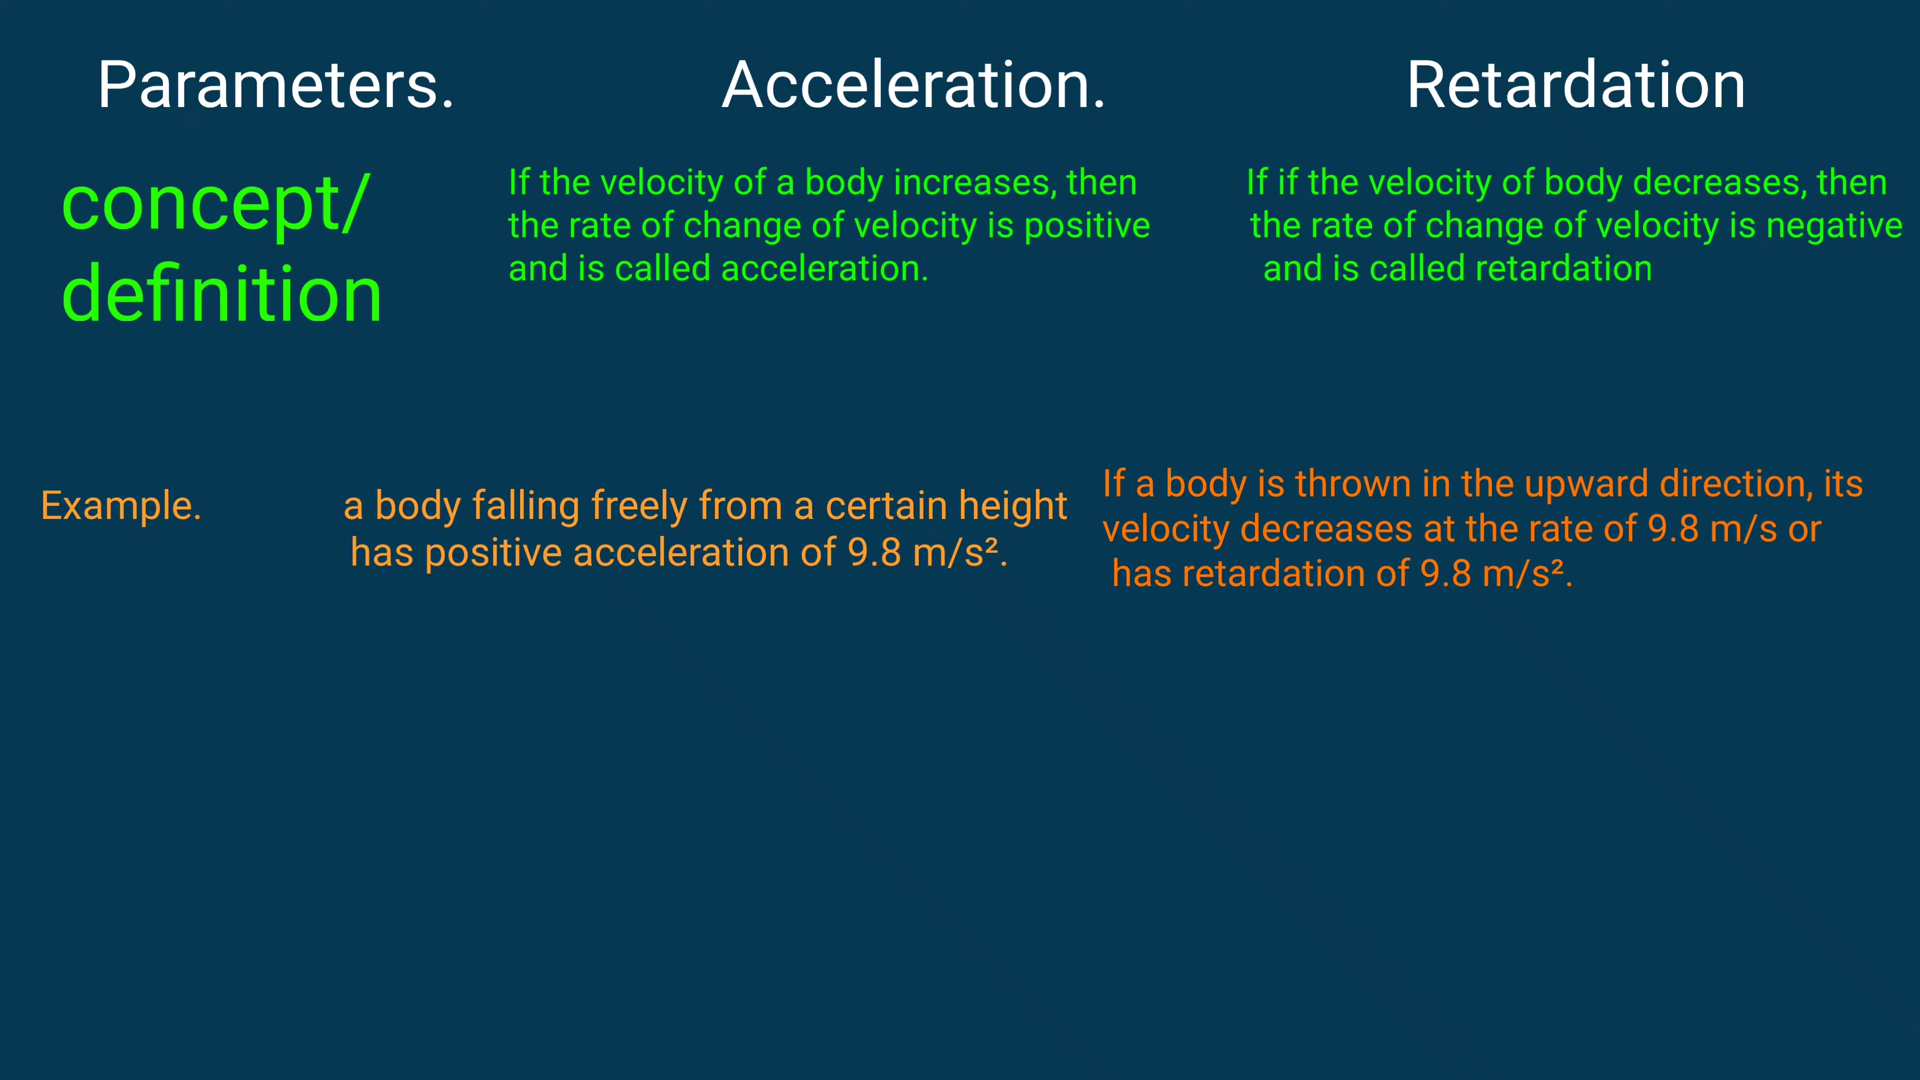 Parameters.
Acceleration.
Retardation
concept/
definition
If the velocity of a body increases, then
the rate of change of velocity is positive
and is called acceleration.
If if the velocity of body decreases, then
the rate of change of velocity is negative
and is called retardation
Example.
a body falling freely from a certain height
has positive acceleration of 9.8 m/s².
If a body is thrown in the upward direction, its
velocity decreases at the rate of 9.8 m/s or
has retardation of 9.8 m/s².